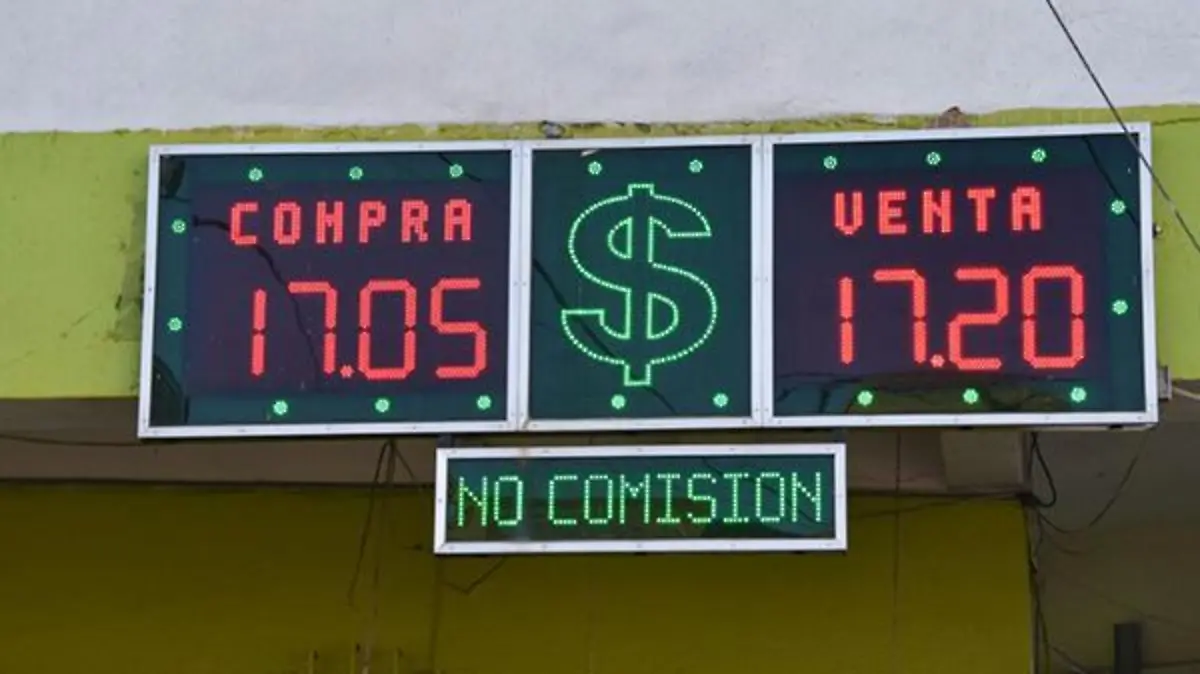 COMPRA
17.05
$
VENTA
17.20
NO COMISION